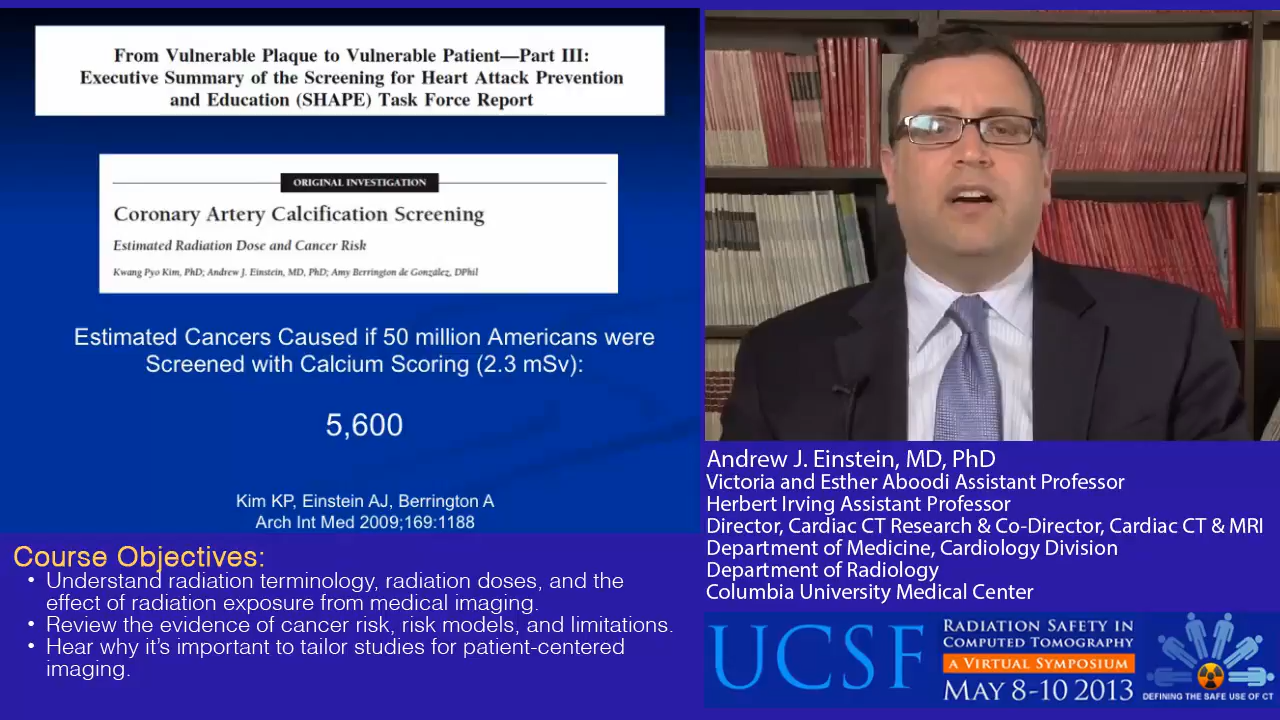 From Vulnerable Plaque to Vulnerable Patient—Part III:
Executive Summary of the Screening for Heart Attack Prevention
and Education (SHAPE) Task Force Report
ORIGINAL INVESTIGATION
Coronary Artery Calcification Screening
Estimated Radiation Dose and Cancer Risk
Kwang Pyo Kim, PhD; Andrew J. Einstein, MD, PhD; Amy Berrington de González, DPhil
Estimated Cancers Caused if 50 million Americans were
Screened with Calcium Scoring (2.3 mSv):
5,600
Kim KP, Einstein AJ, Berrington A
Arch Int Med 2009;169:1188
Course Objectives:
• Understand radiation terminology, radiation doses, and the
effect of radiation exposure from medical imaging.
• Review the evidence of cancer risk, risk models, and limitations.
• Hear why it's important to tailor studies for patient-centered
imaging.
Andrew J. Einstein, MD, PhD
Victoria and Esther Aboodi Assistant Professor
Herbert Irving Assistant Professor
Director, Cardiac CT Research & Co-Director, Cardiac CT & MRI
Department of Medicine, Cardiology Division
Department of Radiology
Columbia University Medical Center
UCSF
RADIATION SAFETY IN
COMPUTED TOMOGRAPHY
A VIRTUAL SYMPOSIUM
MAY 8-10 2013
DEFINING THE SAFE USE OF CT